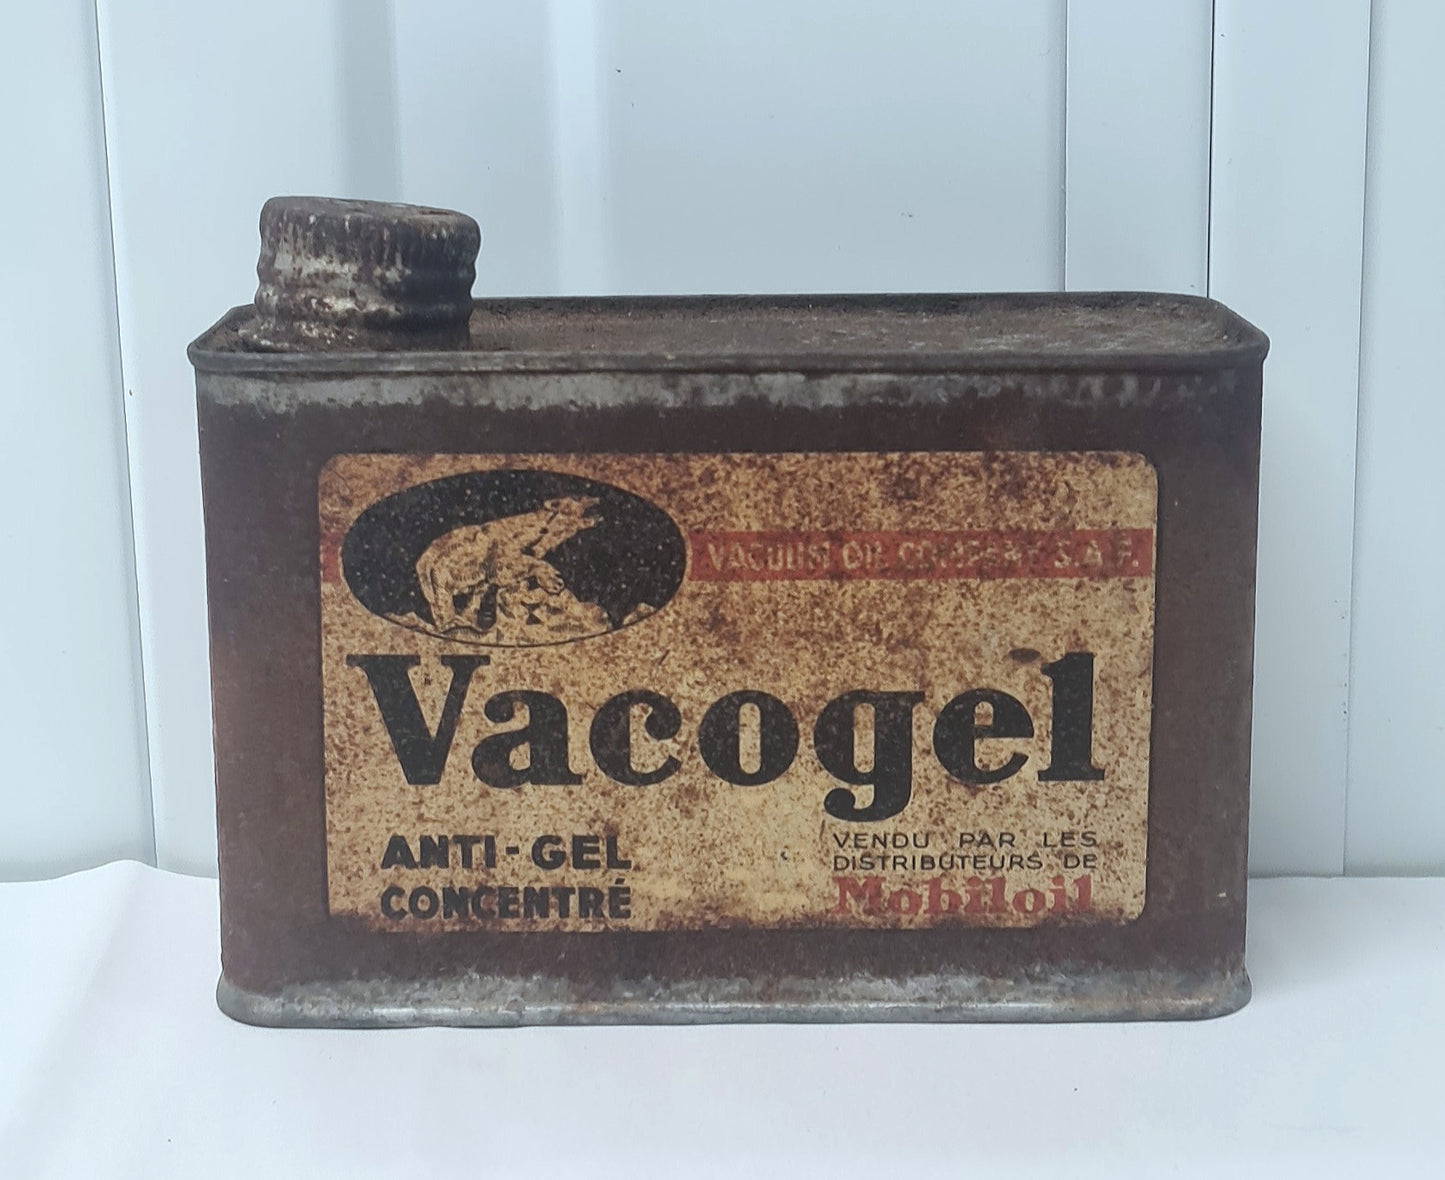 VACUUM OIL COMPANY S.A.F.
Vacogel
ANTI-GEL
CONCENTRÉ
VENDU PAR LES
DISTRIBUTEURS DE
Mobiloil